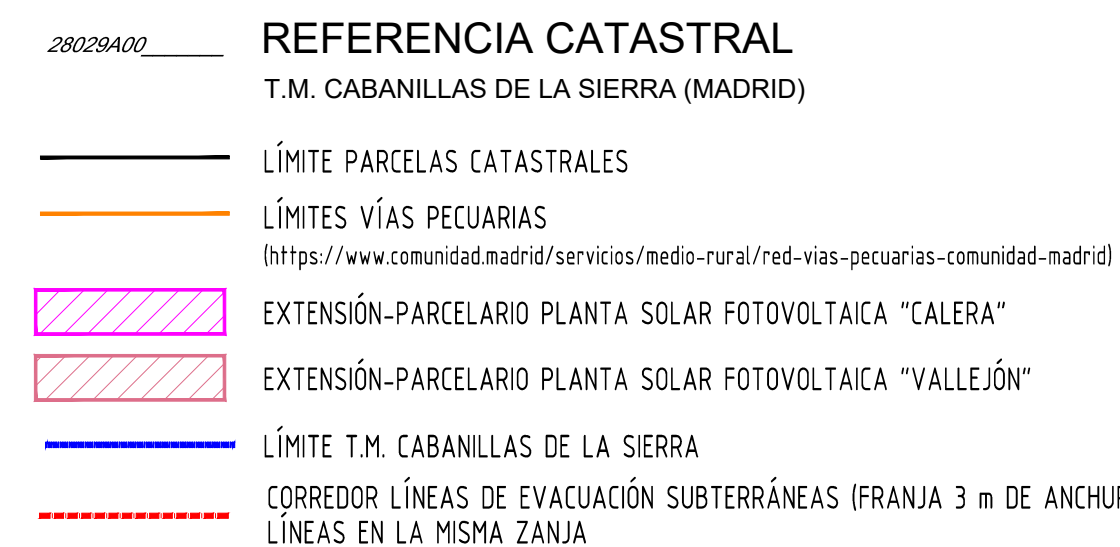 28029A00_______ REFERENCIA CATASTRAL
T.M. CABANILLAS DE LA SIERRA (MADRID)
LÍMITE PARCELAS CATASTRALES
LÍMITES VÍAS PECUARIAS
(https://www.comunidad.madrid/servicios/medio-rural/red-vias-pecuarias-comunidad-madrid)
EXTENSIÓN-PARCELARIO PLANTA SOLAR FOTOVOLTAICA "CALERA"
EXTENSIÓN-PARCELARIO PLANTA SOLAR FOTOVOLTAICA "VALLEJÓN"
LÍMITE T.M. CABANILLAS DE LA SIERRA
CORREDOR LÍNEAS DE EVACUACIÓN SUBTERRÁNEAS (FRANJA 3 m DE
LÍNEAS EN LA MISMA ZANJA